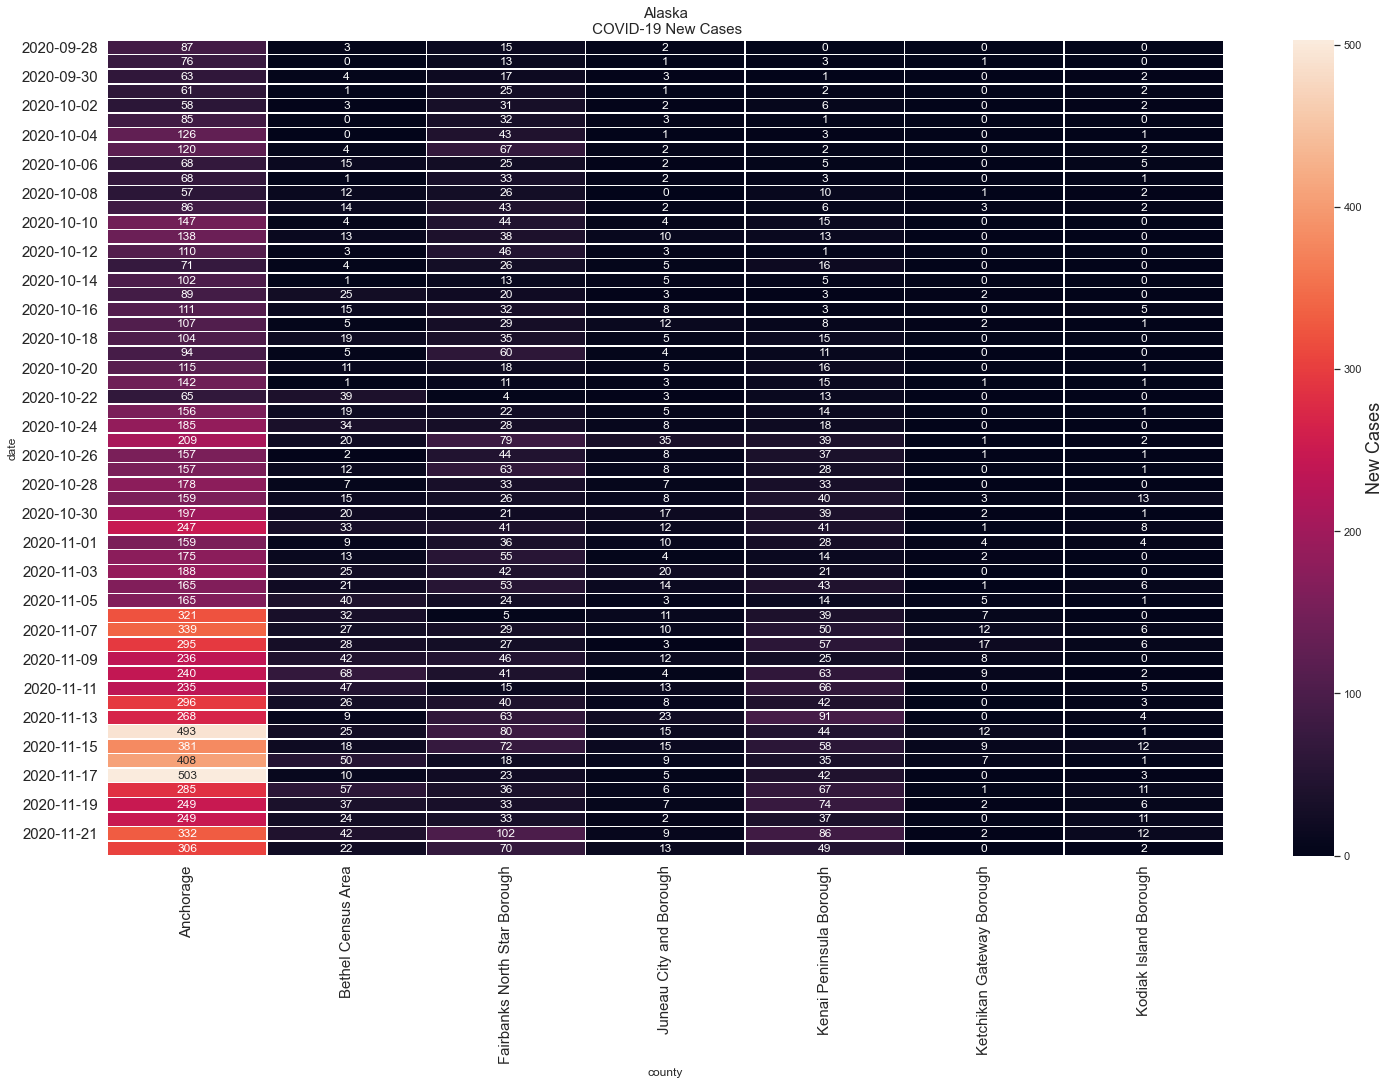 Alaska
COVID-19 New Cases
2020-09-28 87 3 15 2 0 0 0
76 0 13 1 3 1 0
2020-09-30 63 4 17 3 1 0 2
61 1 25 1 2 0 2
2020-10-02 58 3 31 2 6 0 2
85 0 32 3 1 0 0
2020-10-04 126 0 43 1 3 0 1
120 4 67 2 2 0 2
2020-10-06 68 15 25 2 5 0 5
68 1 33 2 3 0 1
2020-10-08 57 12 26 0 10 1 2
86 14 43 2 6 3 2
2020-10-10 147 4 44 4 15 0 0
138 13 38 10 13 0 0
2020-10-12 110 3 46 3 1 0 0
71 4 26 5 16 0 0
2020-10-14 102 1 13 5 5 0 0
89 25 20 3 3 2 0
2020-10-16 111 15 32 8 3 0 5
107 5 29 12 8 2 1
2020-10-18 104 19 35 5 15 0 0
94 5 60 4 11 0 0
2020-10-20 115 11 18 5 16 0 1
142 1 11 3 15 1 1
2020-10-22 65 39 4 3 13 0 0
156 19 22 5 14 0 1
2020-10-24 185 34 28 8 18 0 0
209 20 79 35 39 1 2
2020-10-26 157 2 44 8 37 1 1
157 12 63 8 28 0 1
2020-10-28 178 7 33 7 33 0 0
159 15 26 8 40 3 13
2020-10-30 197 20 21 17 39 2 1
247 33 41 12 41 1 8
2020-11-01 159 9 36 10 28 4 4
175 13 55 4 14 2 0
2020-11-03 188 25 42 20 21 0 0
165 21 53 14 43 1 6
2020-11-05 165 40 24 3 14 5 1
321 32 5 11 39 7 0
2020-11-07 339 27 29 10 50 12 6
295 28 27 3 57 17 6
2020-11-09 236 42 46 12 25 8 0
240 68 41 4 63 9 2
2020-11-11 235 47 15 13 66 0 5
296 26 40 8 42 0 3
2020-11-13 268 9 63 23 91 0 4
493 25 80 15 44 12 1
2020-11-15 381 18 72 15 58 9 12
408 50 18 9 35 7 1
2020-11-17 503 10 23 5 42 0 3
285 57 36 6 67 1 11
2020-11-19 249 37 33 7 74 2 6
249 24 33 2 37 0 11
2020-11-21 332 42 102 9 86 2 12
306 22 70 13 49 0 2
date
Anchorage
Bethel Census Area
Fairbanks North Star Borough
Juneau City and Borough
Kenai Peninsula Borough
Ketchikan Gateway Borough
Kodiak Island Borough
county
500
400
300
200
100
0
New Cases